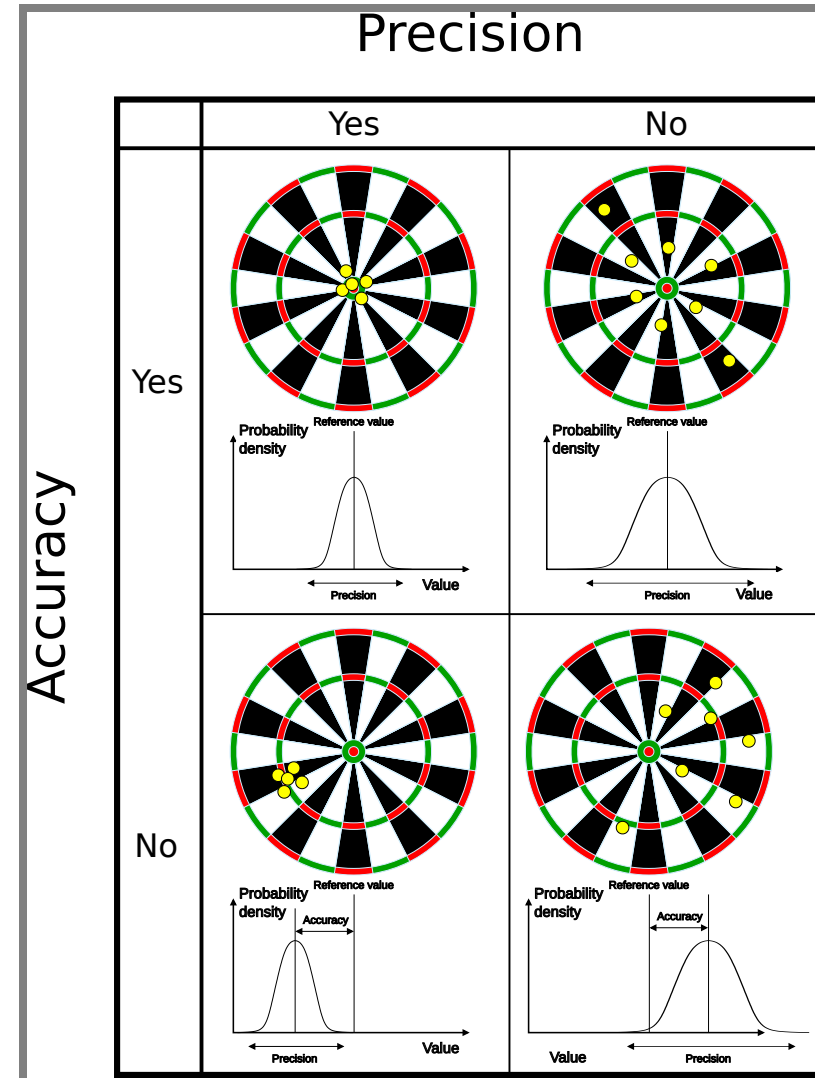 Precision
Yes
No
Accuracy
Yes
Reference value
Probability
density
Value
Precision
Reference value
Probability
density
Value
Precision
No
Reference value
Probability
density
Accuracy
Value
Precision
Reference value
Probability
density
Accuracy
Value
Precision